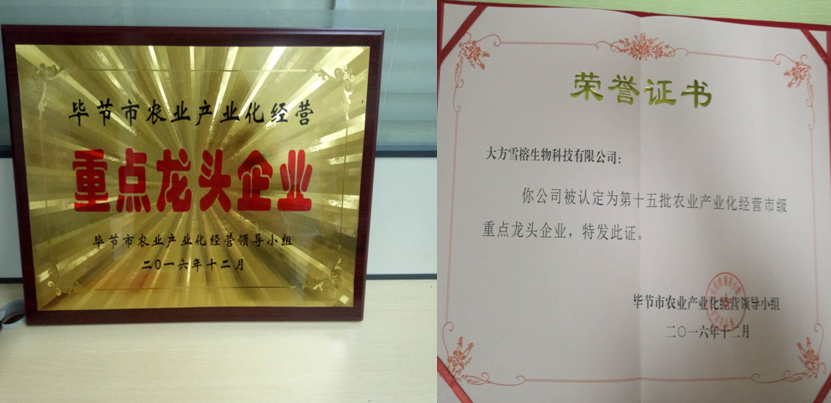 毕节市农业产业化经营
重点龙头企业
毕节市农业产业化经营领导小组
二〇一六年十二月
荣誉证书
大方雪榕生物科技有限公司：
你公司被认定为第十五批农业产业化经营市级
重点龙头企业，特发此证。
毕节市农业产业化经营领导小组
二〇一六年十二月